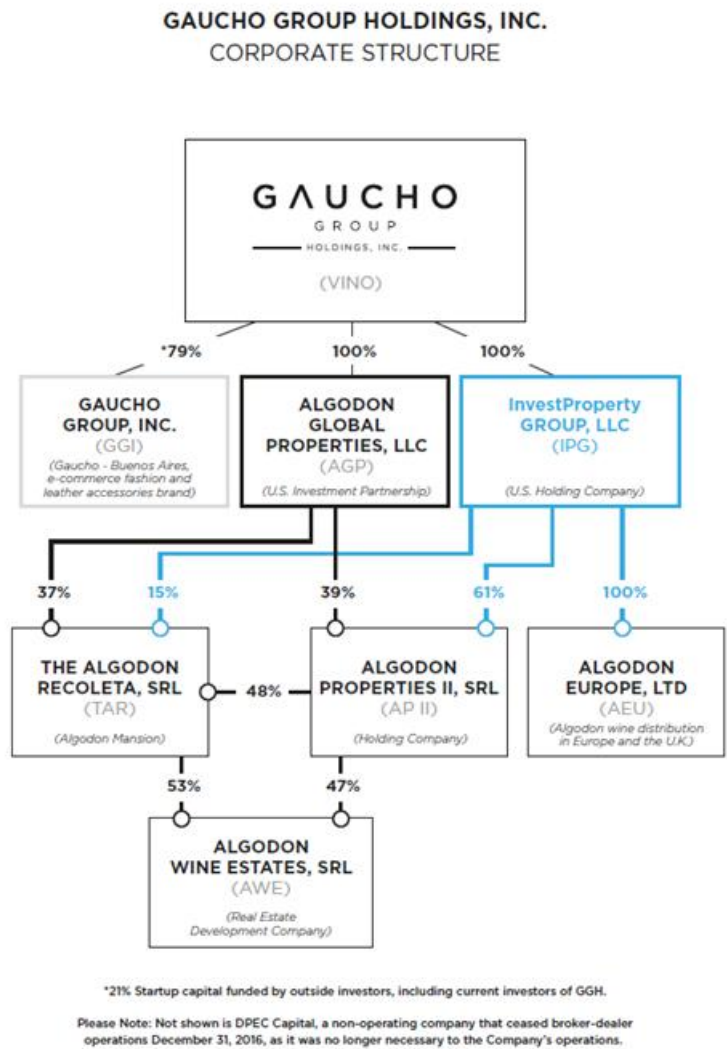 GAUCHO GROUP HOLDINGS, INC.
CORPORATE STRUCTURE
GΛUCHO
GROUP
HOLDINGS, INC.
(VINO)
*79%
100%
100%
GAUCHO
GROUP, INC.
(GGI)
(Gaucho - Buenos Aires,
e-commerce fashion and
leather accessories brand)
ALGODON
GLOBAL
PROPERTIES, LLC
(AGP)
(U.S. Investment Partnership)
InvestProperty
GROUP, LLC
(IPG)
(U.S. Holding Company)
37%
15%
39%
61%
100%
THE ALGODON
RECOLETA, SRL
(TAR)
(Algodon Mansion)
48%
ALGODON
PROPERTIES II, SRL
(AP II)
(Holding Company)
ALGODON
EUROPE, LTD
(AEU)
(Algodon wine distribution
in Europe and the U.K.)
53%
47%
ALGODON
WINE ESTATES, SRL
(AWE)
(Real Estate
Development Company)
*21% Startup capital funded by outside investors, including current investors of GGH.
Please Note: Not shown is DPEC Capital, a non-operating company that ceased broker-dealer
operations December 31, 2016, as it was no longer necessary to the Company's operations.